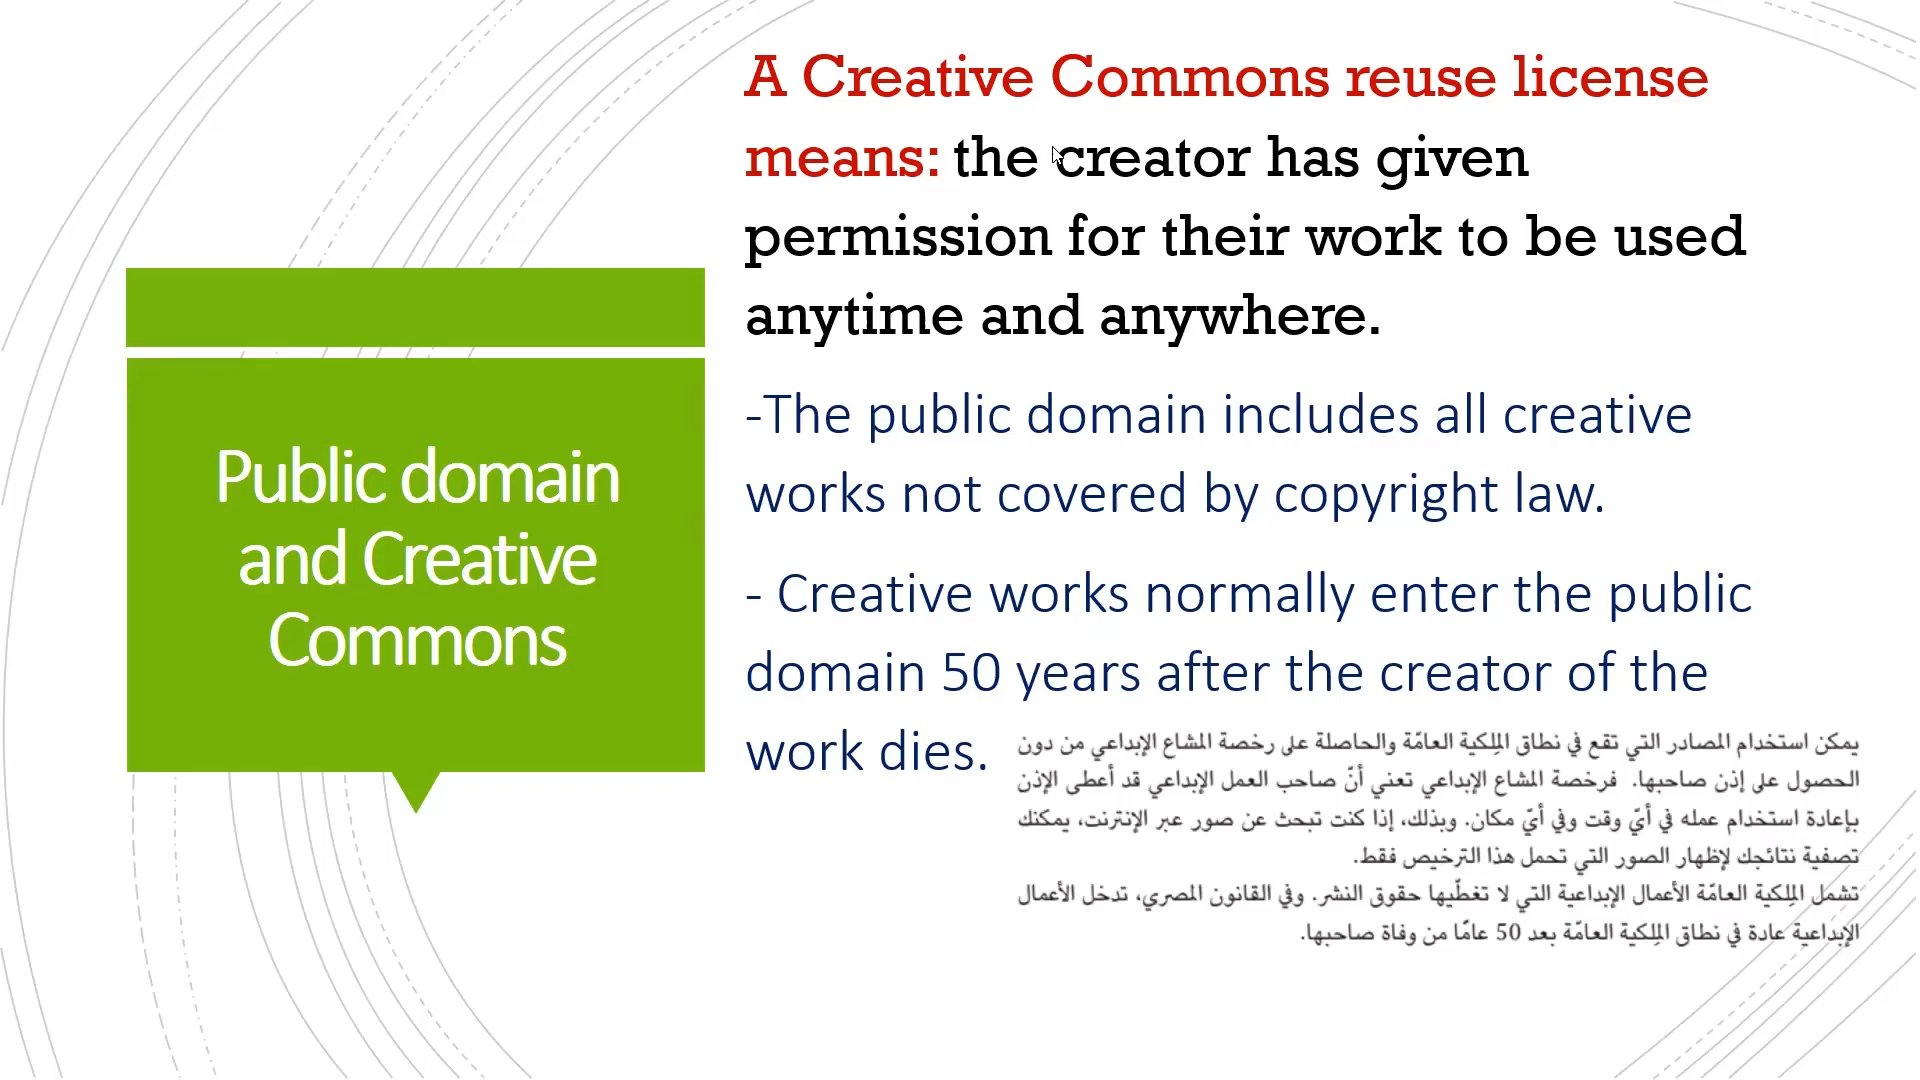 Public domain
and Creative
Commons
A Creative Commons reuse license
means: the creator has given
permission for their work to be used
anytime and anywhere.
-The public domain includes all creative
works not covered by copyright law.
- Creative works normally enter the public
domain 50 years after the creator of the
work dies.
يمكن استخدام المصادر التي تقع في نطاق المِلكية العامّة والحاصلة على رخصة المشاع الإبداعي من دون
الحصول على إذن صاحبها. فرخصة المشاع الإبداعي تعني أنّ صاحب العمل الإبداعي قد أعطى الإذن
بإعادة استخدام عمله في أيّ وقت وفي أيّ مكان. وبذلك، إذا كنت تبحث عن صور عبر الإنترنت، يمكنك
تصفية نتائجك لإظهار الصور التي تحمل هذا الترخيص فقط.
تشمل المِلكية العامّة الأعمال الإبداعية التي لا تغطّيها حقوق النشر. وفي القانون المصري، تدخل الأعمال
الإبداعية عادة في نطاق المِلكية العامّة بعد 50 عامًا من وفاة صاحبها.